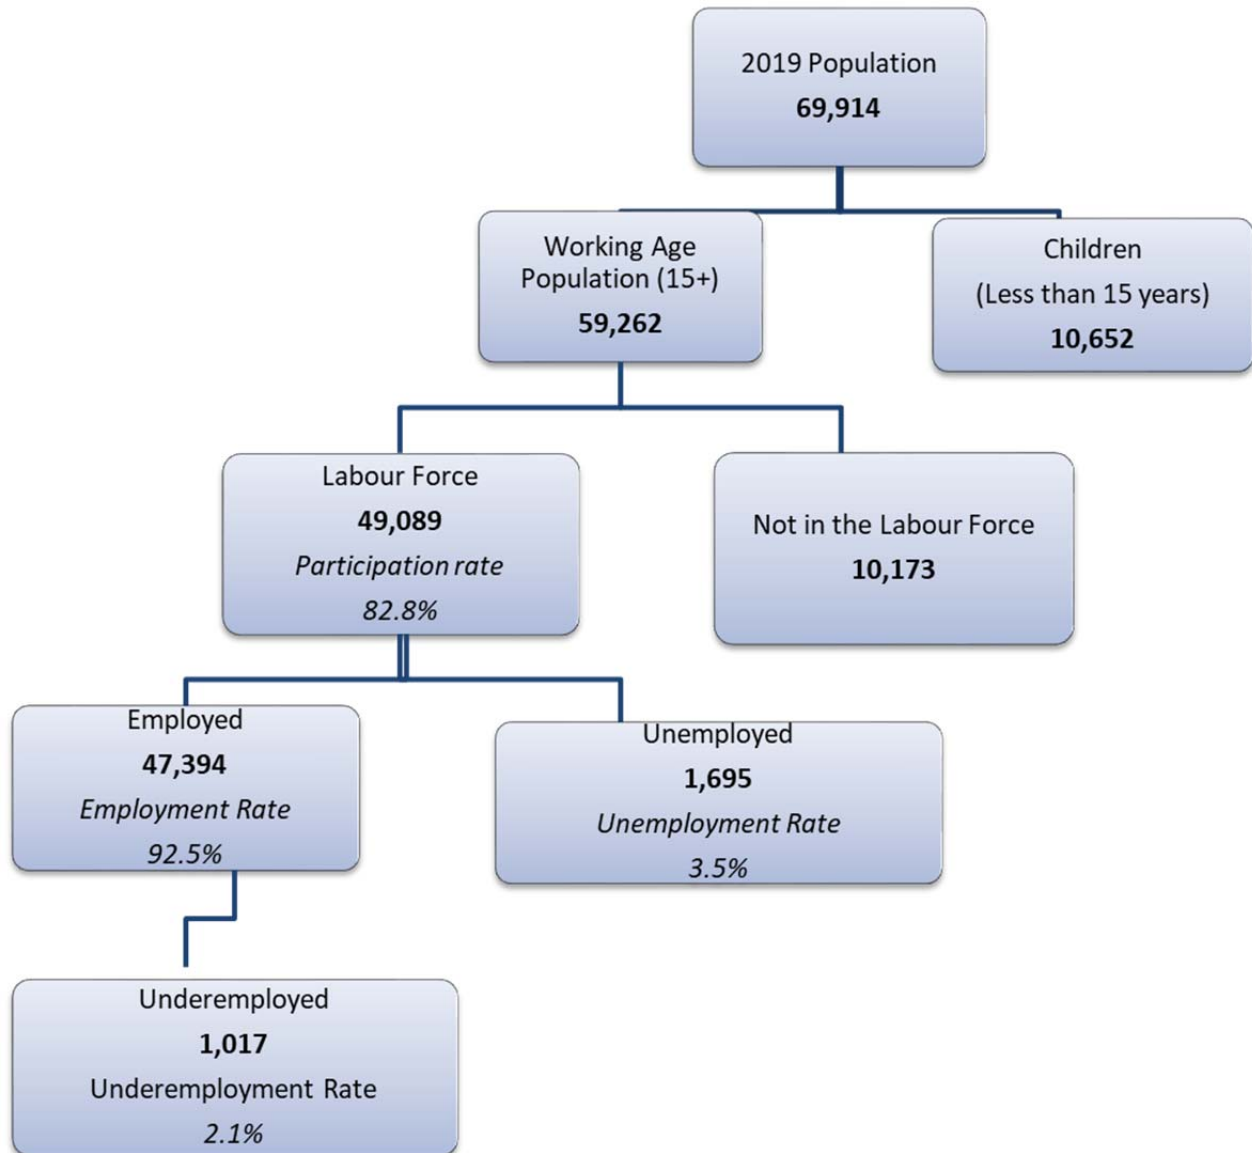 2019 Population
69,914
Working Age
Population (15+)
59,262
Children
(Less than 15 years)
10,652
Labour Force
49,089
Participation rate
82.8%
Not in the Labour Force
10,173
Employed
47,394
Employment Rate
92.5%
Unemployed
1,695
Unemployment Rate
3.5%
Underemployed
1,017
Underemployment Rate
2.1%